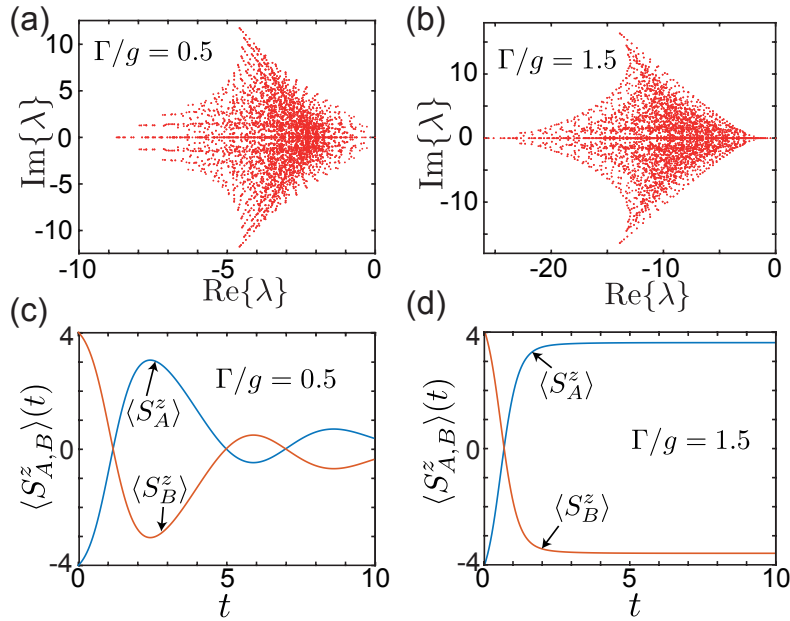 (a)
Γ/g = 0.5
Im{λ}
10
5
0
-5
-10
-10
-5
0
Re{λ}
(b)
Γ/g = 1.5
Im{λ}
10
0
-10
-20
-10
0
Re{λ}
(c)
Γ/g = 0.5
⟨S_A^z⟩
⟨S_B^z⟩
⟨S_{A,B}^z⟩(t)
4
0
-4
0
5
10
t
(d)
⟨S_A^z⟩
Γ/g = 1.5
⟨S_B^z⟩
⟨S_{A,B}^z⟩(t)
4
0
-4
0
5
10
t